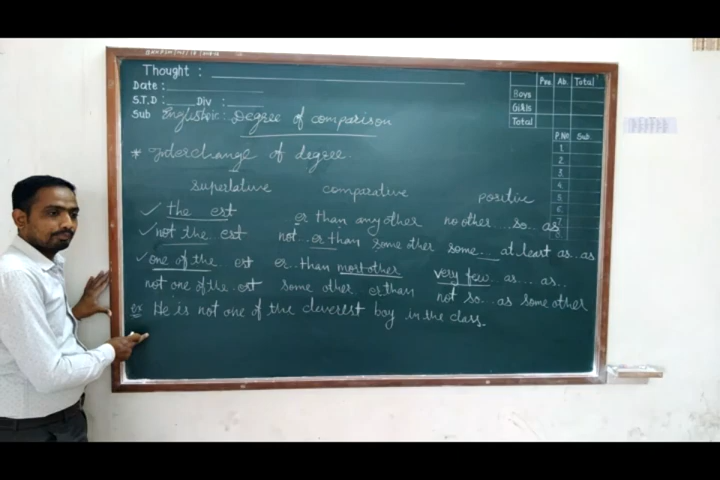 Thought :
Date :
S.T.D : Div :
Sub English Topic : Degree of comparison
Pre. Ab. Total
Boys
Girls
Total
P.No. Sub.
1.
2.
3.
4.
5.
6.
7.
8.
* Interchange of degree.
superlative comparative positive
✓ the est er than any other no other....so...as
✓ not the est not...er than some other some.... at least as..as
✓ one of the est er..than most other very few as....as..
not one of the..est some other..er than not so...as some other
ex He is not one of the cleverest boy in the class.